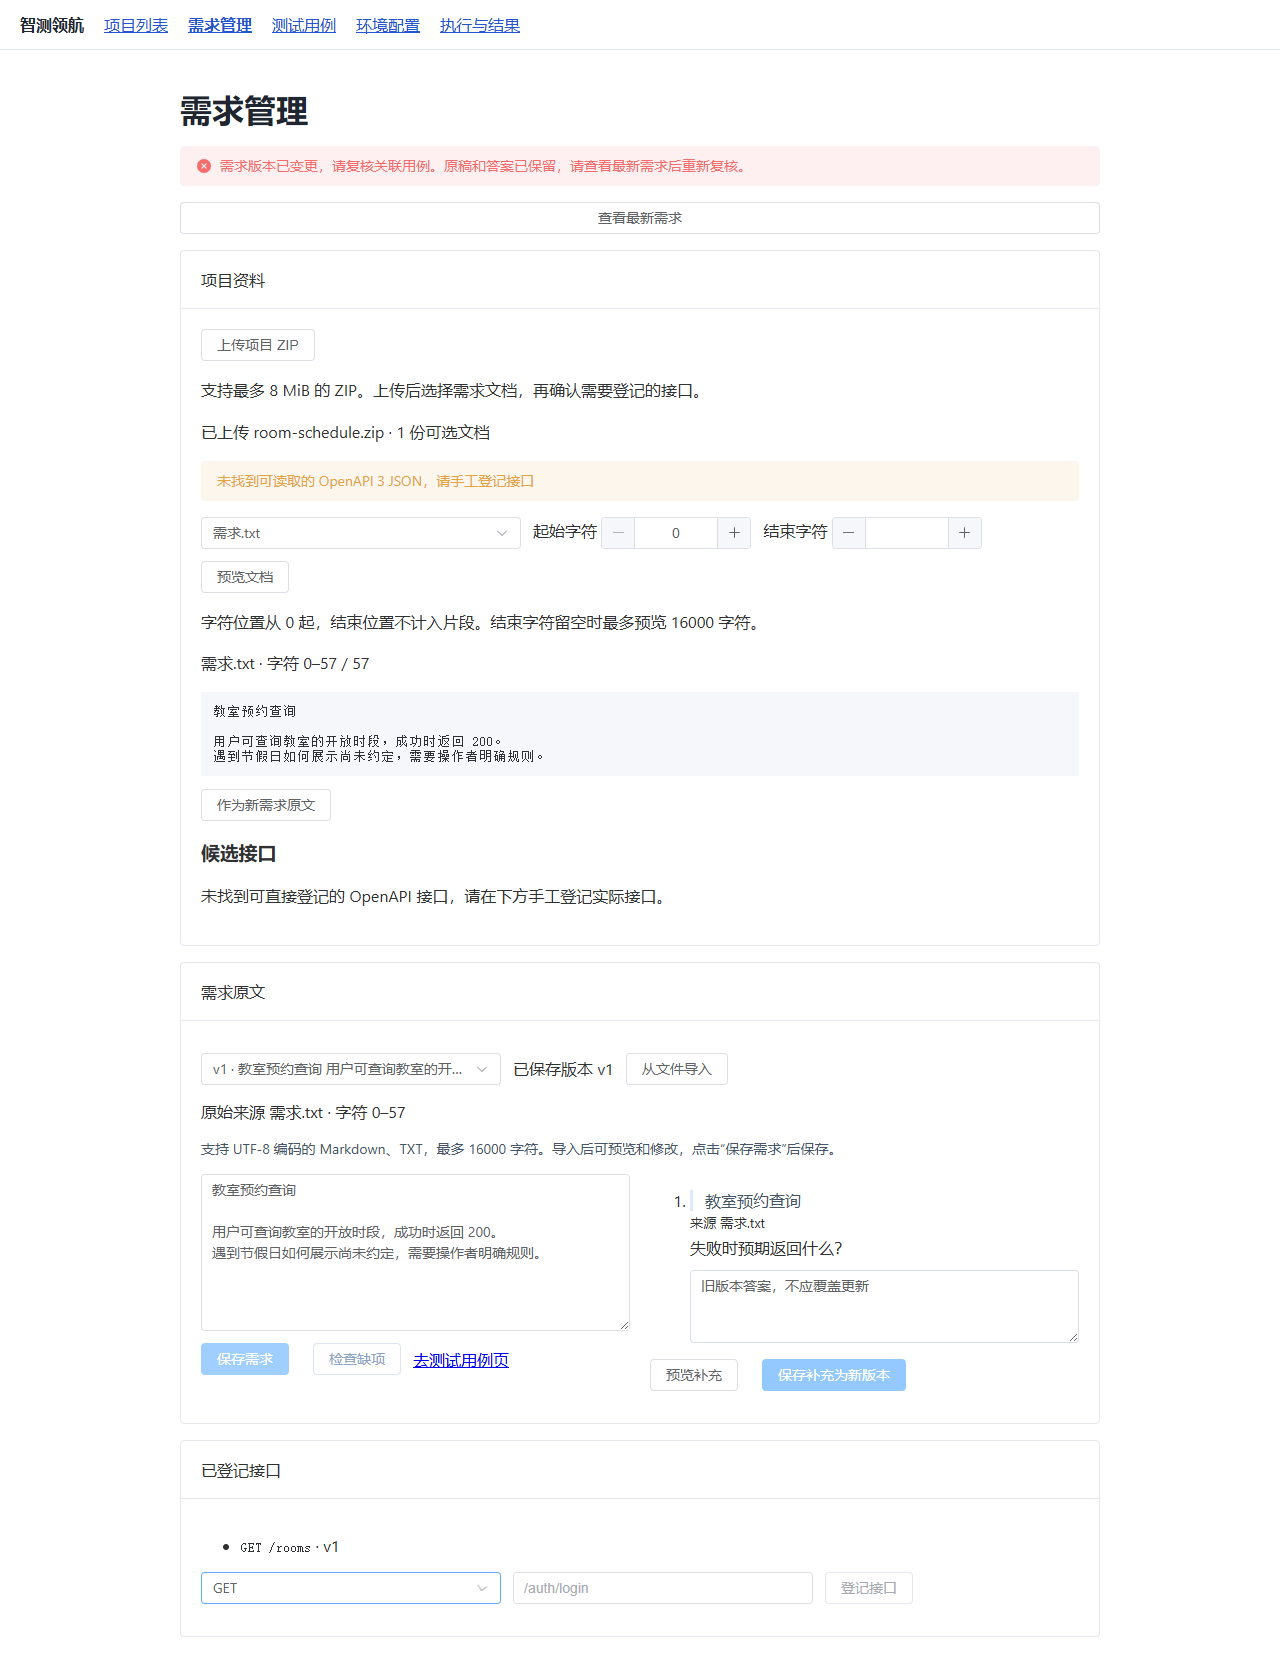 智测领航 项目列表 需求管理 测试用例 环境配置 执行与结果
需求管理
需求版本已变更，请复核关联用例。原稿和答案已保留，请查看最新需求后重新复核。
查看最新需求
项目资料
上传项目 ZIP
支持最多 8 MiB 的 ZIP。上传后选择需求文档，再确认需要登记的接口。
已上传 room-schedule.zip · 1 份可选文档
未找到可读取的 OpenAPI 3 JSON，请手工登记接口
需求.txt 起始字符 0 结束字符
预览文档
字符位置从 0 起，结束位置不计入片段。结束字符留空时最多预览 16000 字符。
需求.txt · 字符 0–57 / 57
教室预约查询
用户可查询教室的开放时段，成功时返回 200。
遇到节假日如何展示尚未约定，需要操作者明确规则。
作为新需求原文
候选接口
未找到可直接登记的 OpenAPI 接口，请在下方手工登记实际接口。
需求原文
v1 · 教室预约查询 用户可查询教室的开... 已保存版本 v1 从文件导入
原始来源 需求.txt · 字符 0–57
支持 UTF-8 编码的 Markdown、TXT，最多 16000 字符。导入后可预览和修改，点击“保存需求”后保存。
教室预约查询
用户可查询教室的开放时段，成功时返回 200。
遇到节假日如何展示尚未约定，需要操作者明确规则。
保存需求 检查缺项 去测试用例页
1. 教室预约查询
来源 需求.txt
失败时预期返回什么？
旧版本答案，不应覆盖更新
预览补充 保存补充为新版本
已登记接口
• GET /rooms · v1
GET /auth/login 登记接口